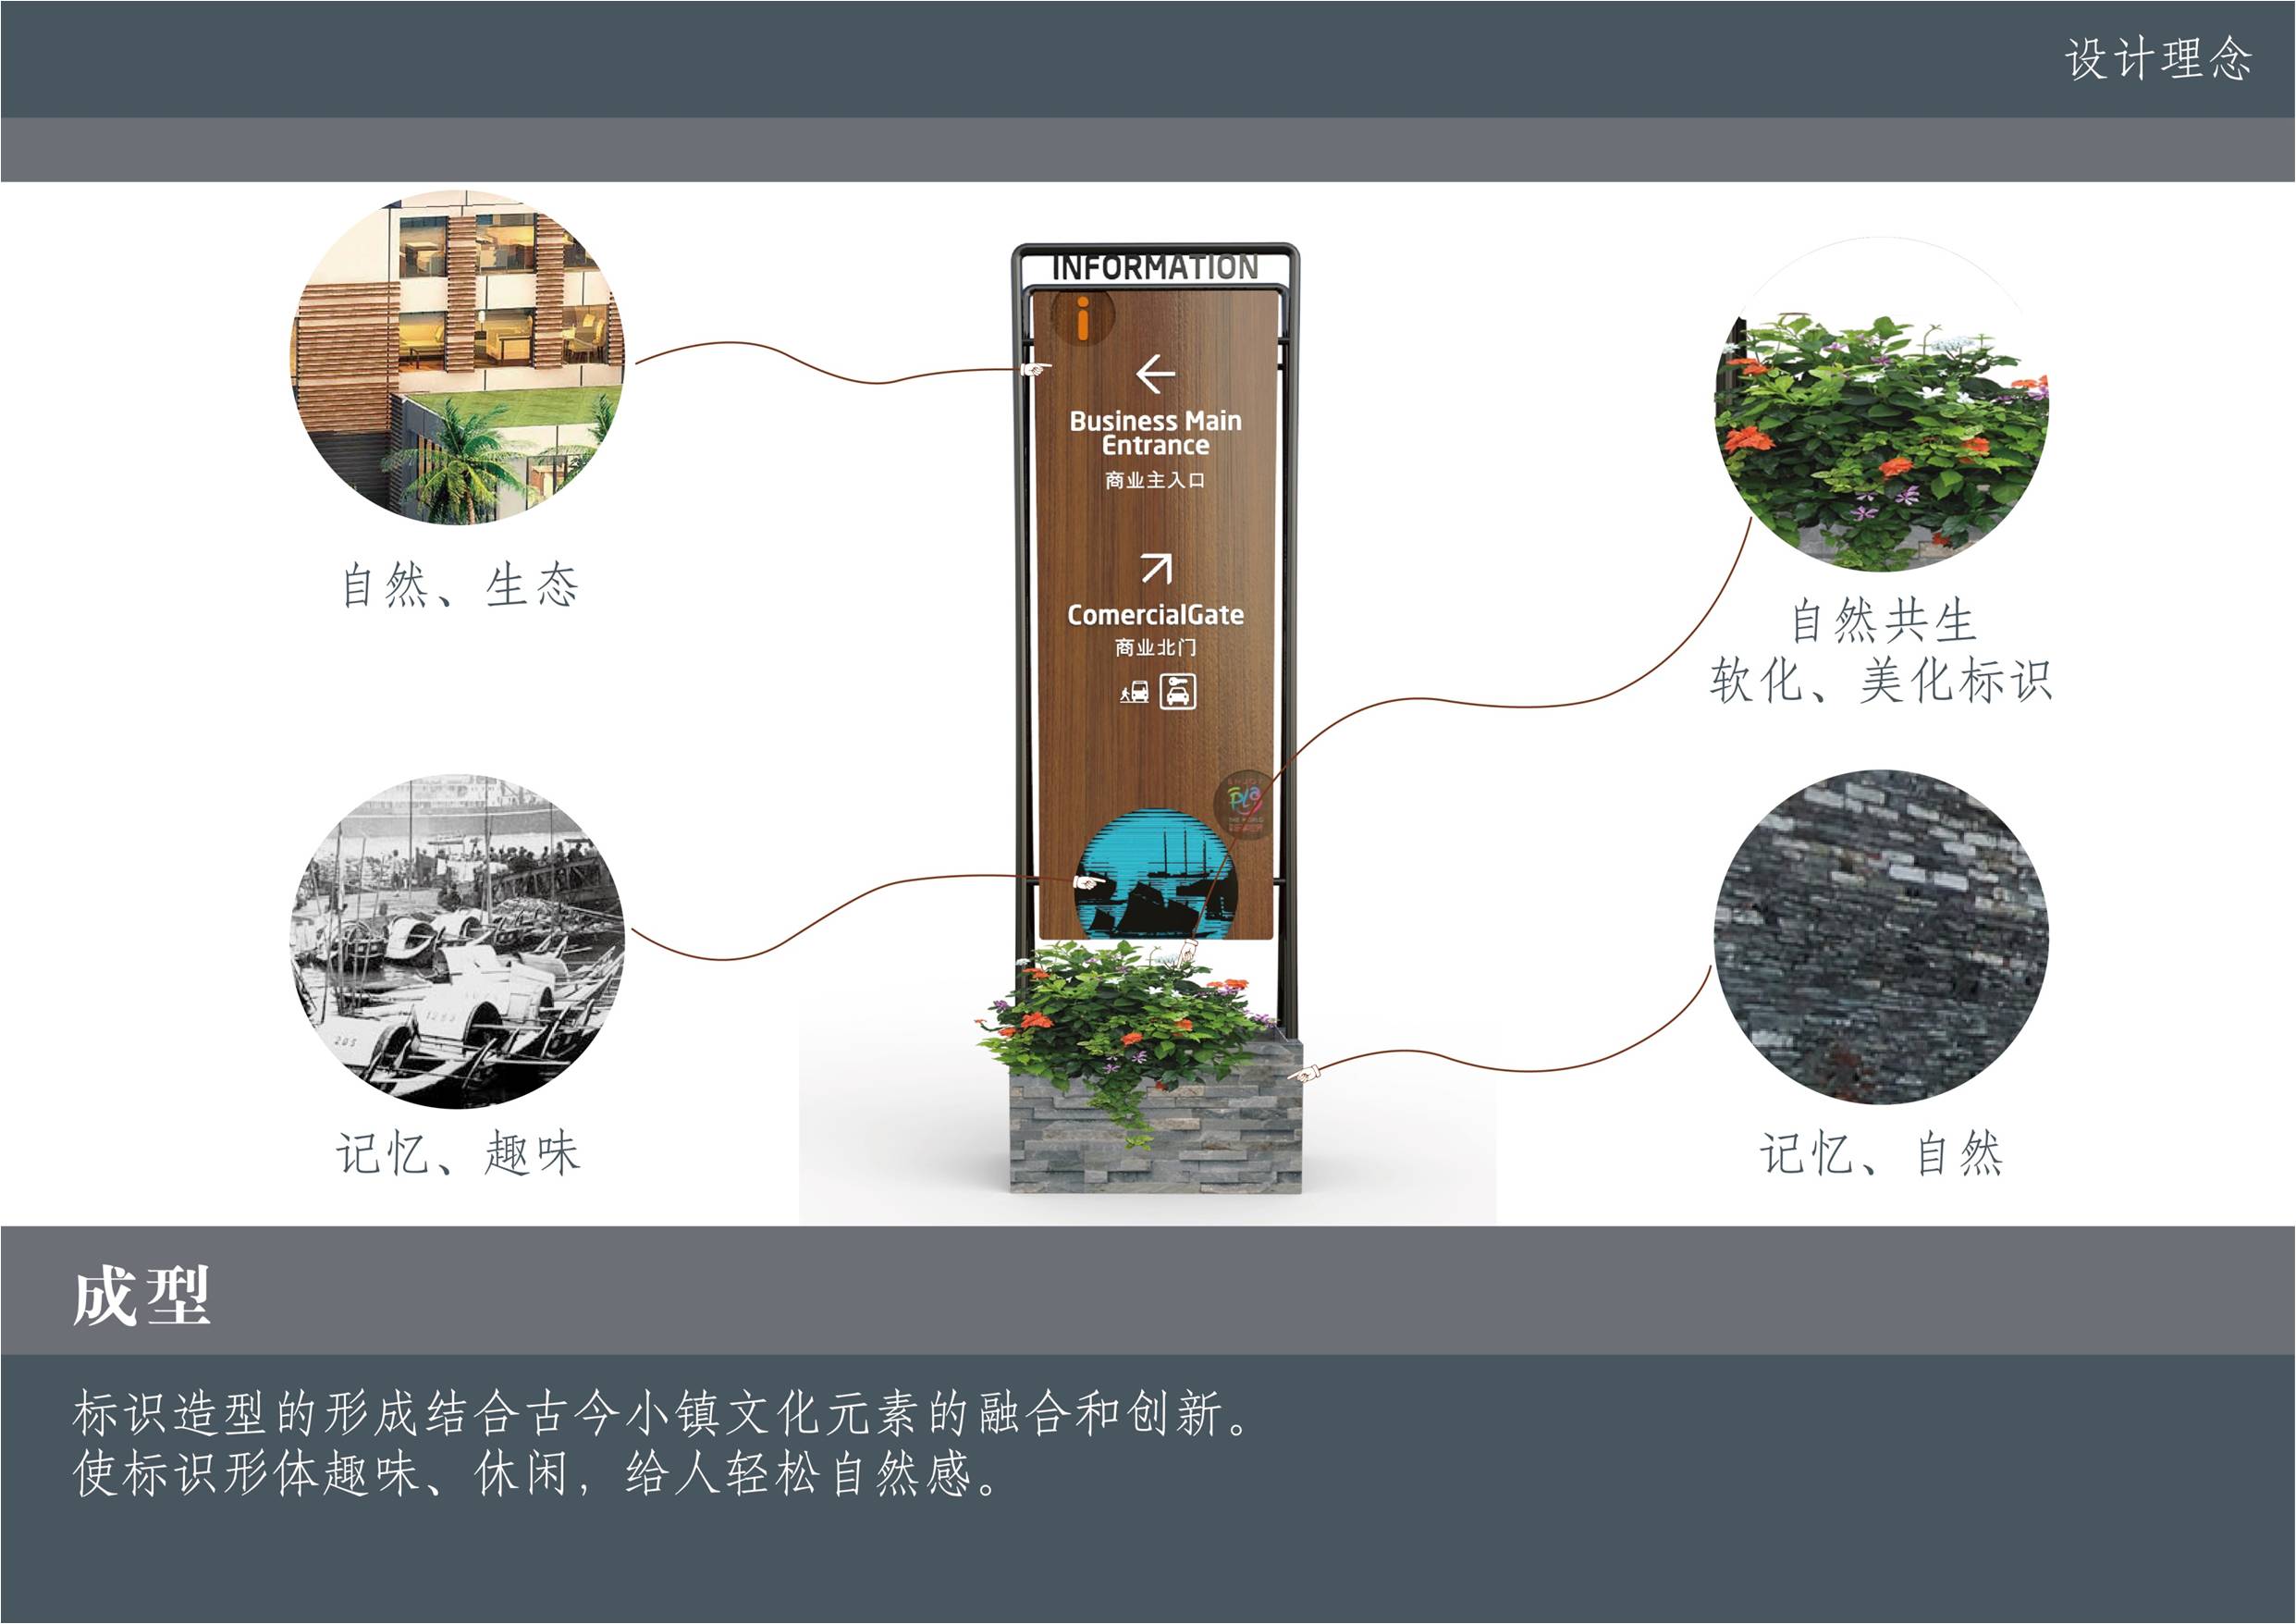 设计理念
INFORMATION
i
Business Main
Entrance
商业主入口
ComercialGate
商业北门
自然、生态
自然共生
软化、美化标识
ENJOY
Play
THE WORLD
记忆、趣味
记忆、自然
成型
标识造型的形成结合古今小镇文化元素的融合和创新。
使标识形体趣味、休闲，给人轻松自然感。